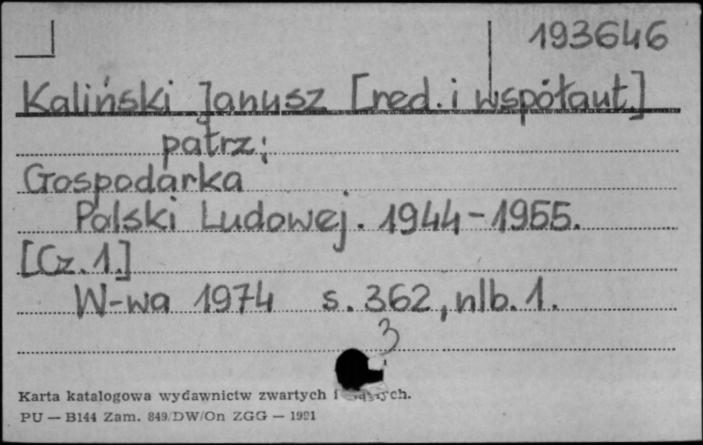 193646
Kaliński Janusz [red. i współaut.]
patrz:
Gospodarka
Polski Ludowej. 1944-1955.
[Cz. 1.]
W-wa 1974 s. 362, nlb. 1.
3
Karta katalogowa wydawnictw zwartych i
PU — B144 Zam. 849/DW/On ZGG — 1981